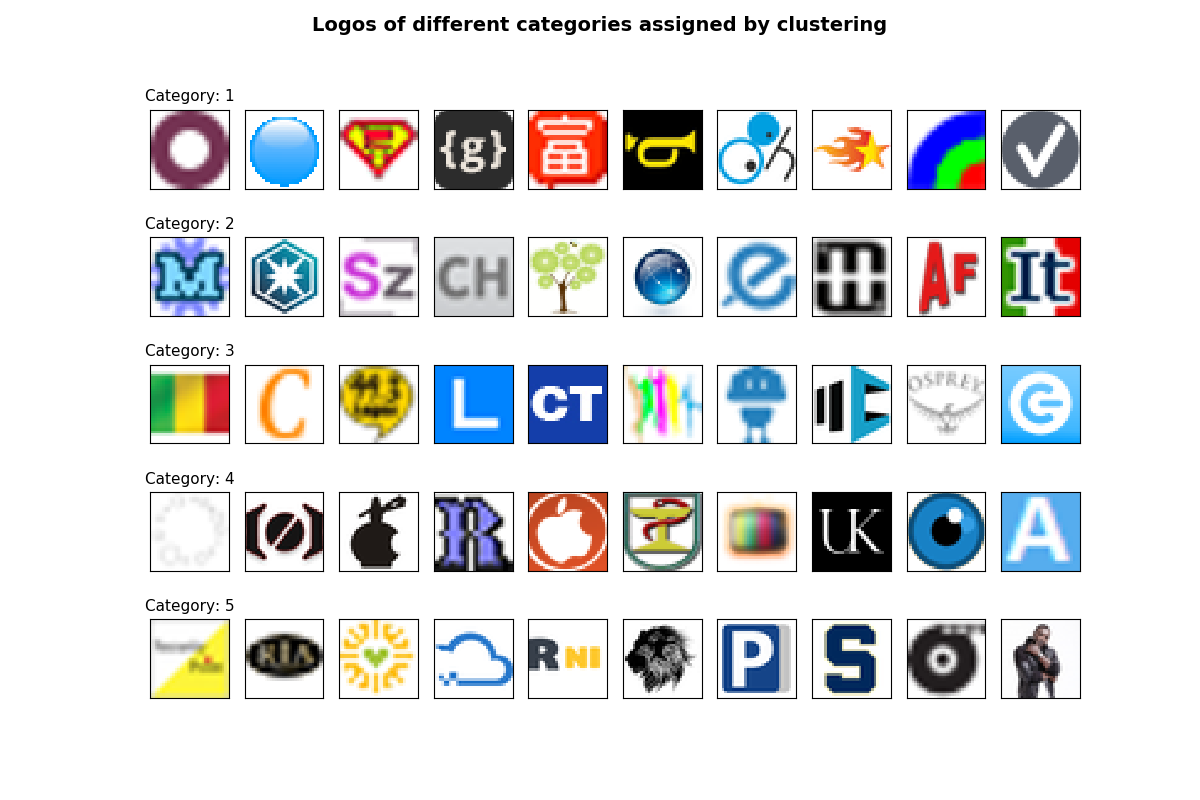 Logos of different categories assigned by clustering
Category: 1
{g} 富
Category: 2
M Sz CH e AF It
Category: 3
C L CT OSPREY
Category: 4
R UK A
Category: 5
KIA R NI P S